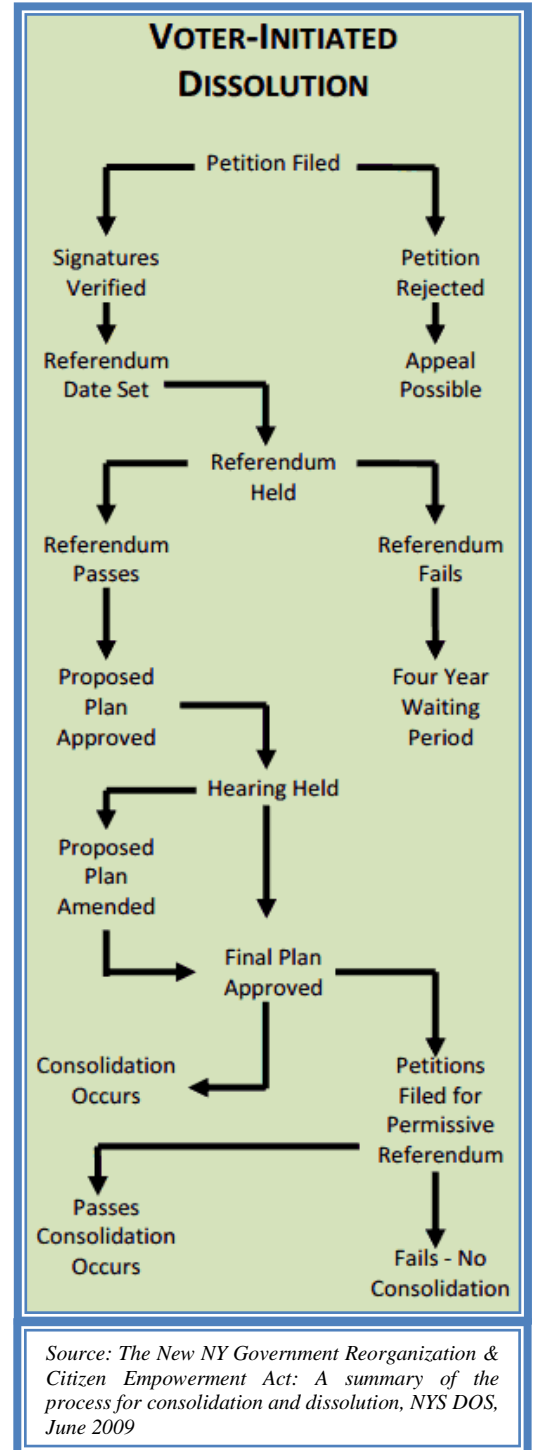 VOTER-INITIATED
DISSOLUTION
Petition Filed
Signatures
Verified
Petition
Rejected
Referendum
Date Set
Appeal
Possible
Referendum
Held
Referendum
Passes
Referendum
Fails
Proposed
Plan
Approved
Four Year
Waiting
Period
Hearing Held
Proposed
Plan
Amended
Final Plan
Approved
Consolidation
Occurs
Petitions
Filed for
Permissive
Referendum
Passes
Consolidation
Occurs
Fails - No
Consolidation
Source: The New NY Government Reorganization &
Citizen Empowerment Act: A summary of the
process for consolidation and dissolution, NYS DOS,
June 2009